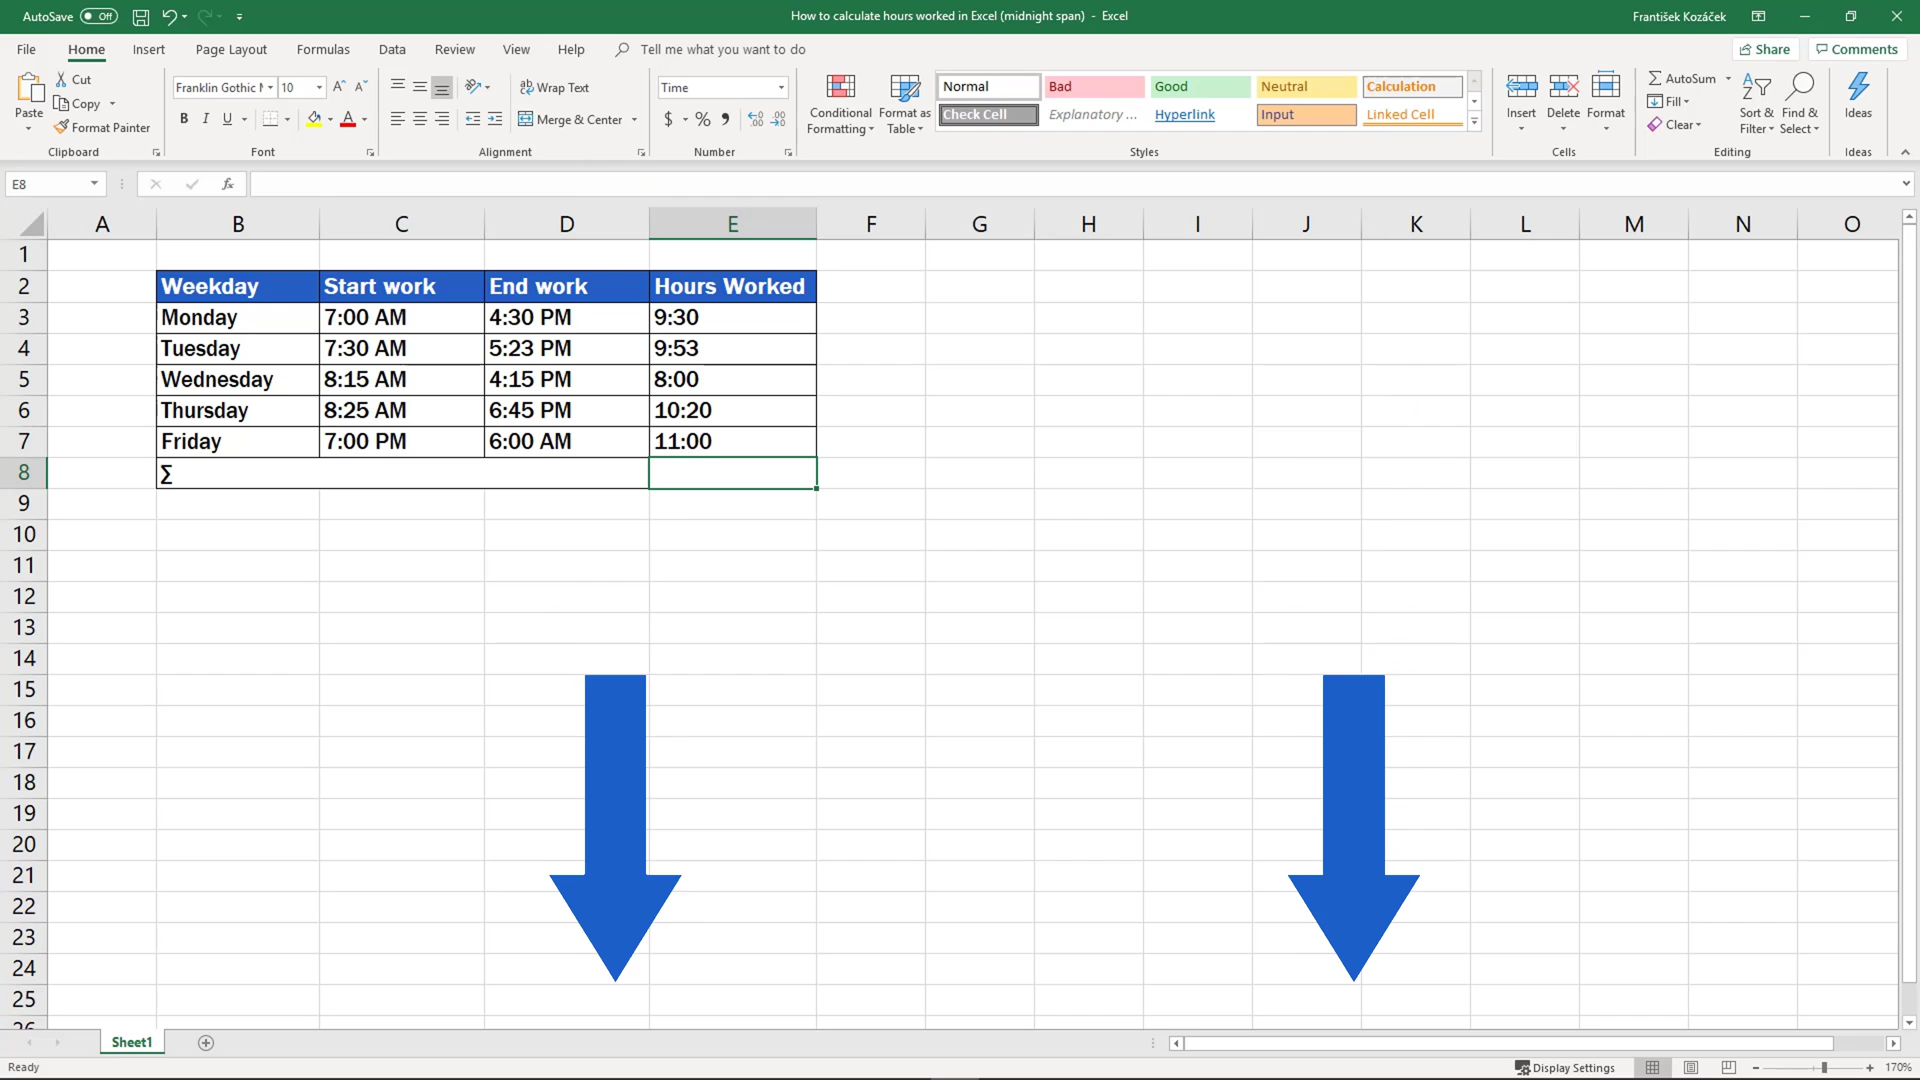 AutoSave Off How to calculate hours worked in Excel (midnight span) - Excel František Kozáček
File Home Insert Page Layout Formulas Data Review View Help Tell me what you want to do Share Comments
Paste Cut Copy Format Painter Clipboard
Franklin Gothic M 10 B I U A Font
Wrap Text Merge & Center Alignment
Time $ % , Number
Conditional Formatting Format as Table
Normal Bad Good Neutral Calculation
Check Cell Explanatory ... Hyperlink Input Linked Cell
Styles
Insert Delete Format Cells
AutoSum Fill Clear Sort & Filter Find & Select Editing
Ideas Ideas
E8 fx
A B C D E F G H I J K L M N O
1
2 Weekday Start work End work Hours Worked
3 Monday 7:00 AM 4:30 PM 9:30
4 Tuesday 7:30 AM 5:23 PM 9:53
5 Wednesday 8:15 AM 4:15 PM 8:00
6 Thursday 8:25 AM 6:45 PM 10:20
7 Friday 7:00 PM 6:00 AM 11:00
8 Σ
9
10
11
12
13
14
15
16
17
18
19
20
21
22
23
24
25
26
Sheet1
Ready Display Settings 170%